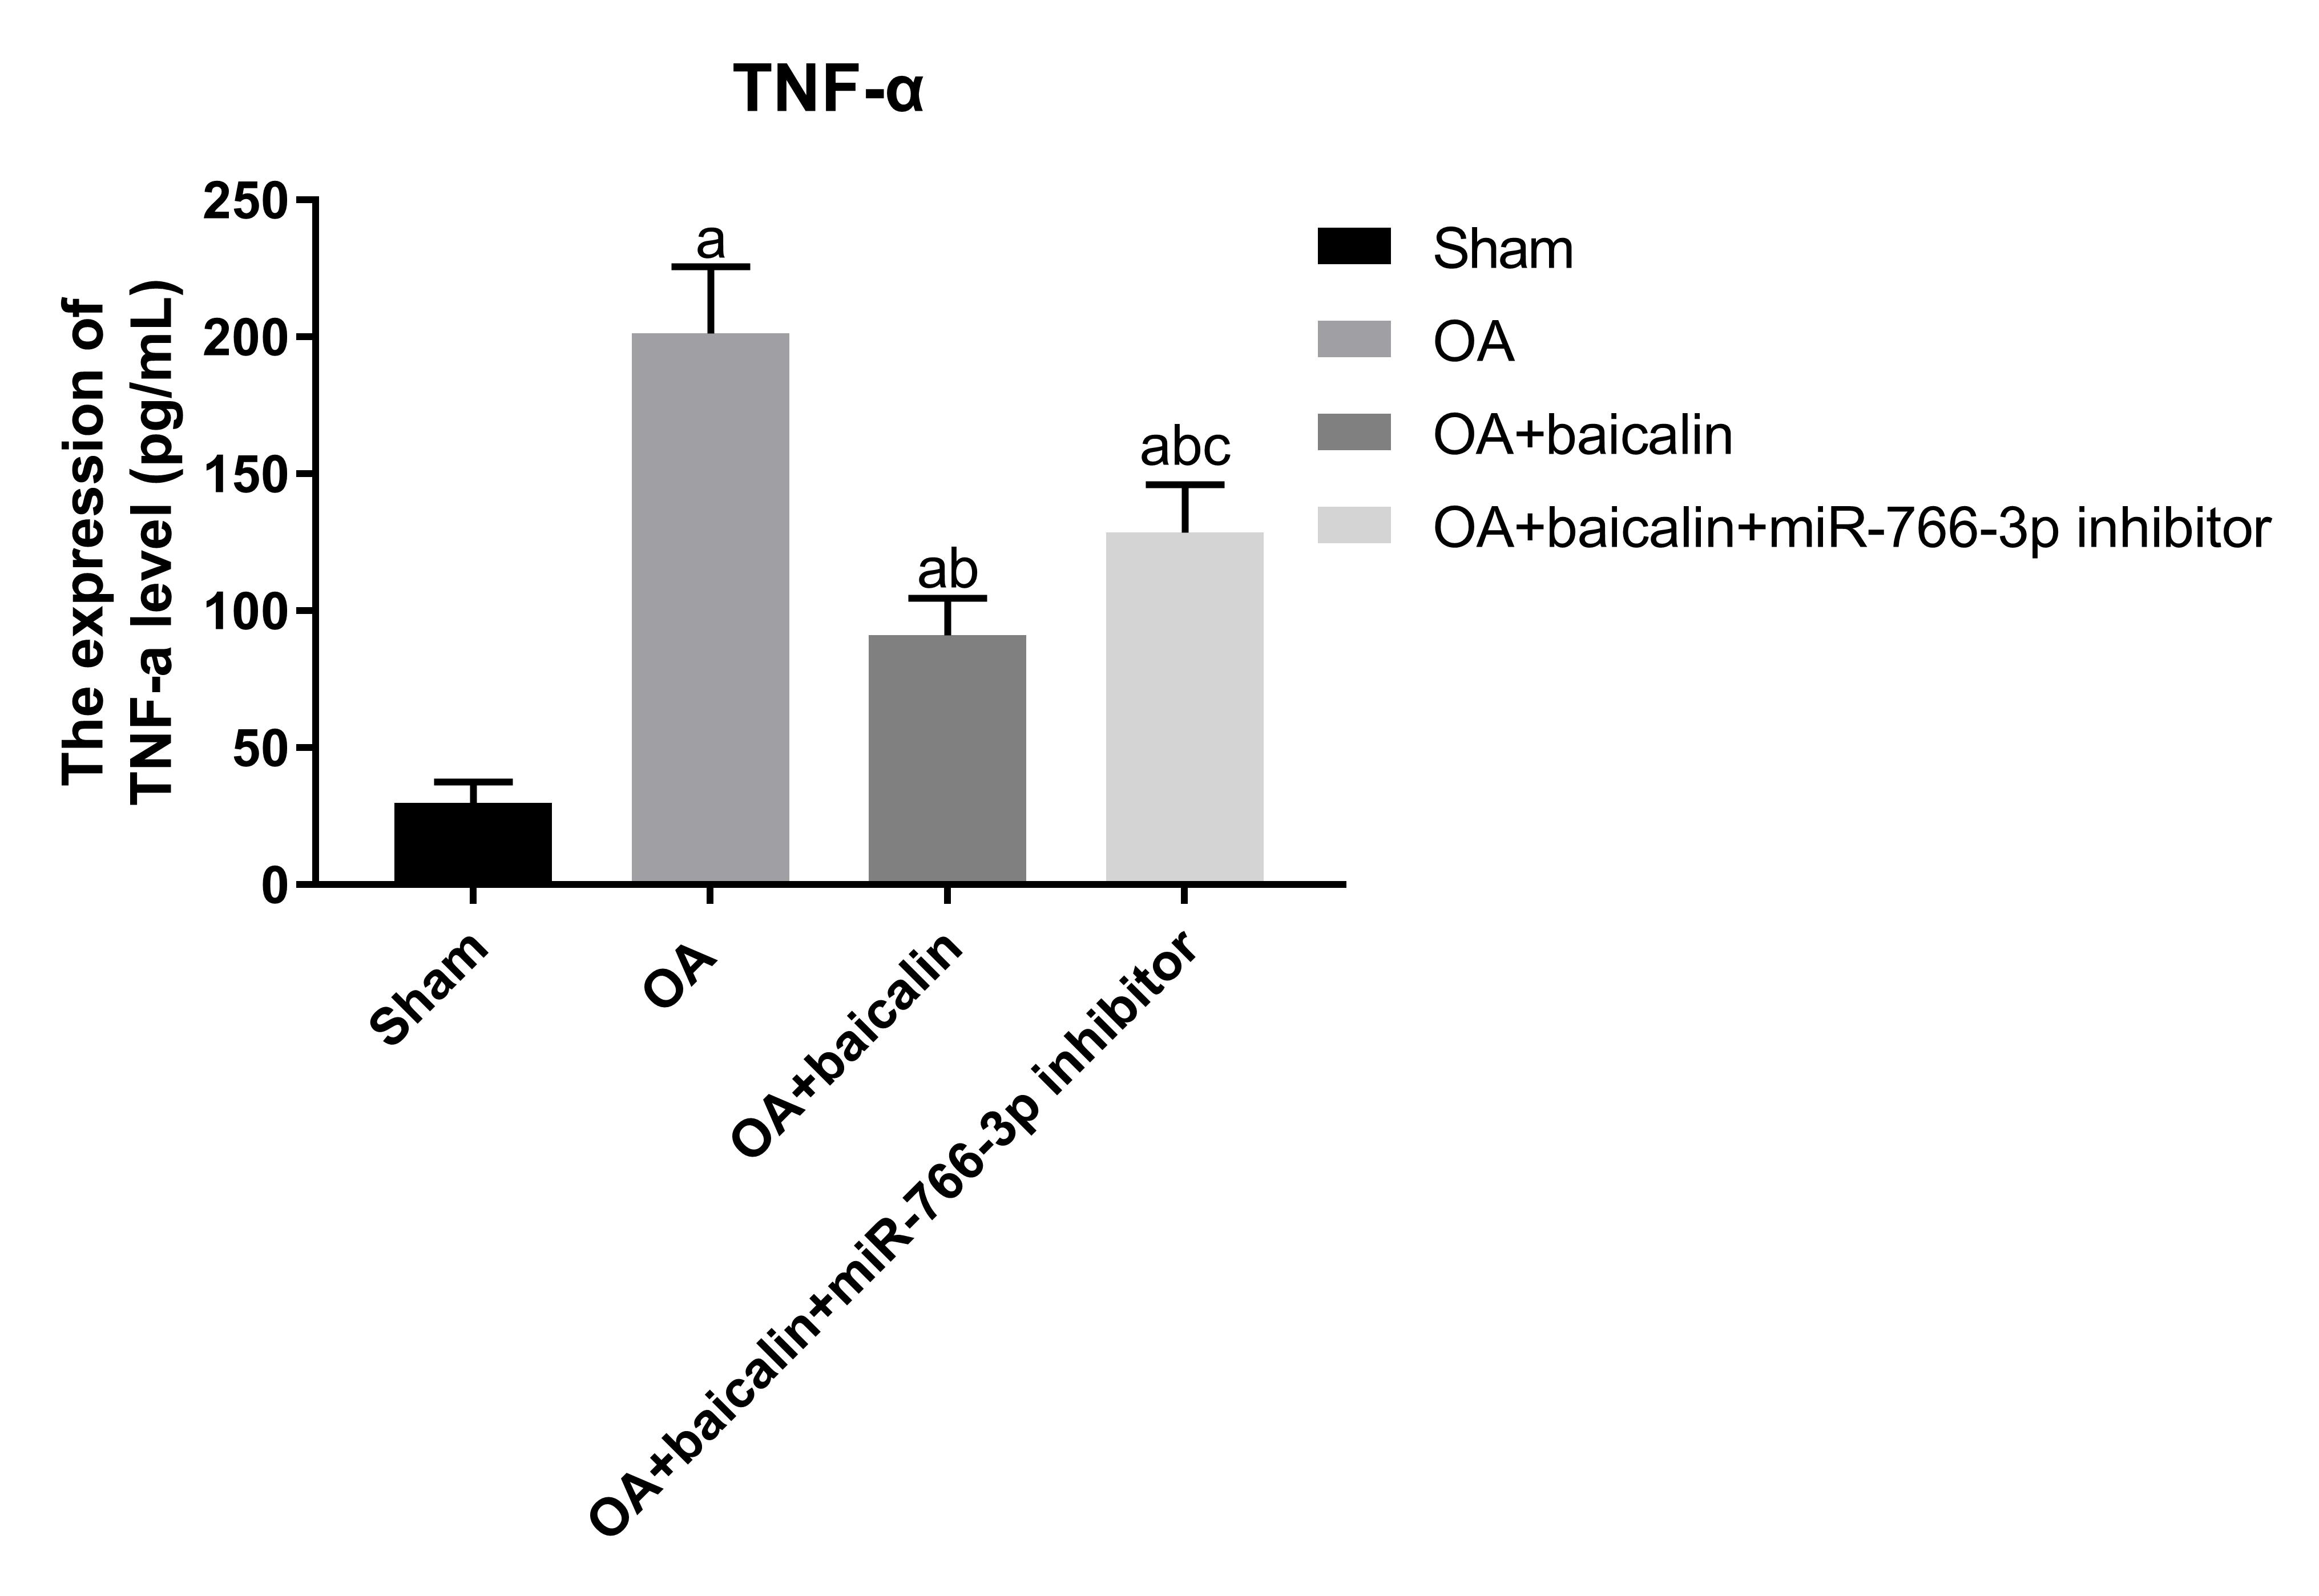 TNF-α
The expression of
TNF-a level (pg/mL)
250
200
150
100
50
0
a
ab
abc
Sham
OA
OA+baicalin
OA+baicalin+miR-766-3p inhibitor
Sham
OA
OA+baicalin
OA+baicalin+miR-766-3p inhibitor